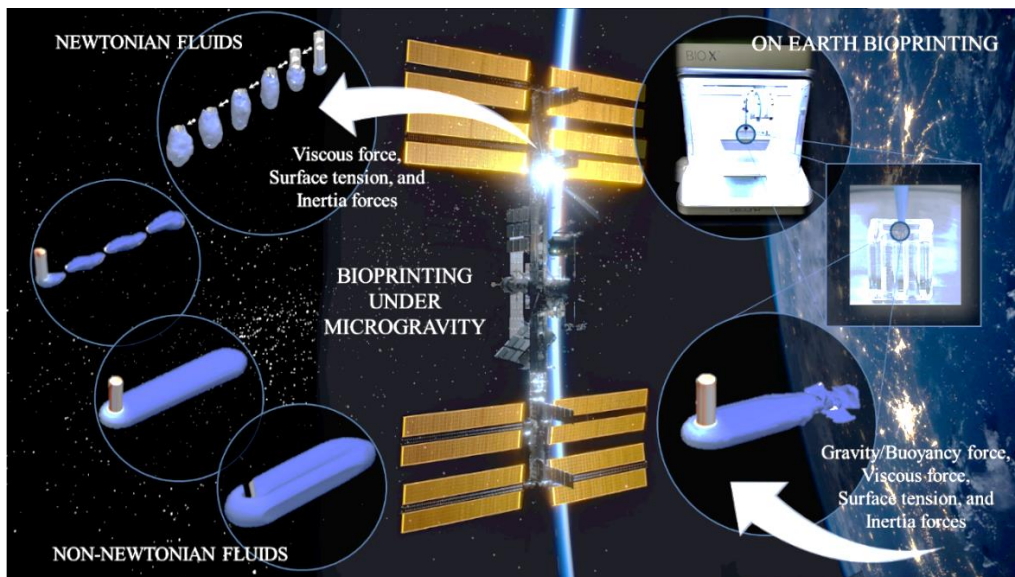 NEWTONIAN FLUIDS
Viscous force,
Surface tension, and
Inertia forces
BIOPRINTING
UNDER
MICROGRAVITY
NON-NEWTONIAN FLUIDS
ON EARTH BIOPRINTING
BIO X
Gravity/Buoyancy force,
Viscous force,
Surface tension, and
Inertia forces